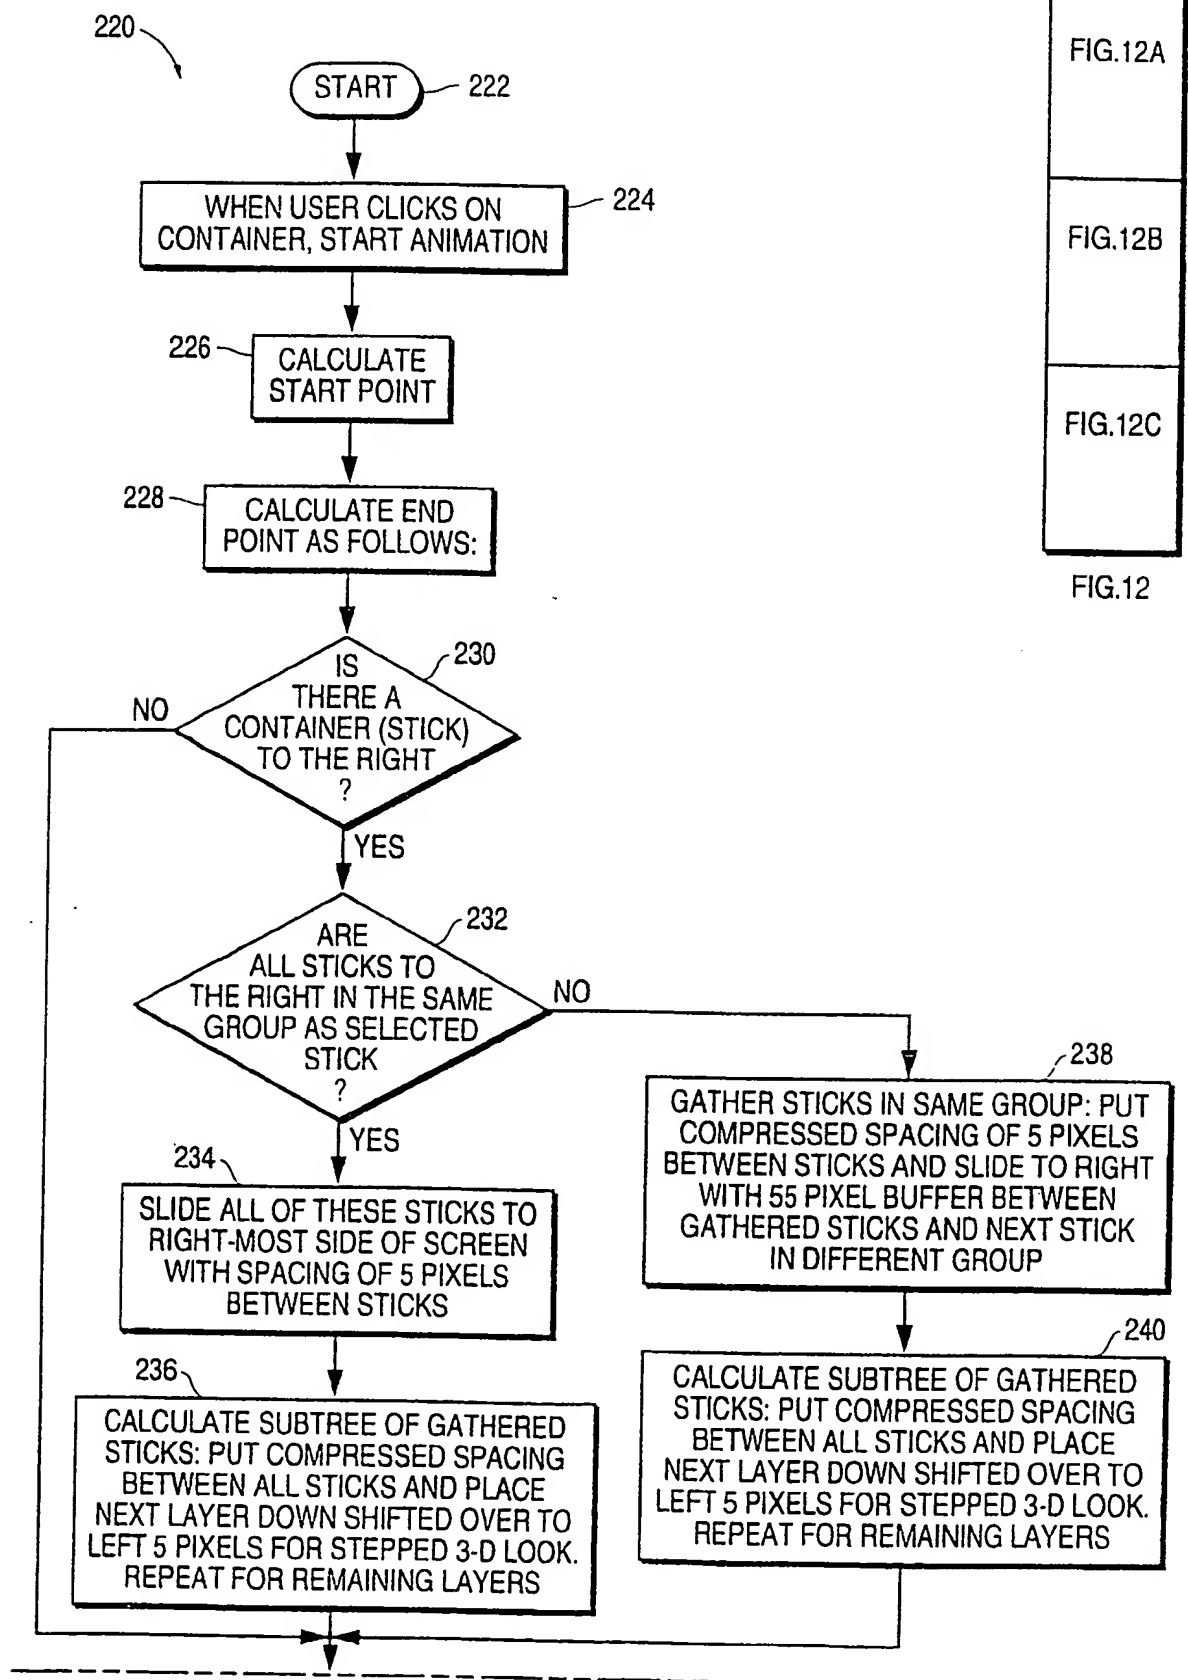 220
START
222
WHEN USER CLICKS ON
CONTAINER, START ANIMATION
224
226
CALCULATE
START POINT
228
CALCULATE END
POINT AS FOLLOWS:
230
IS
THERE A
CONTAINER (STICK)
TO THE RIGHT
?
NO
YES
232
ARE
ALL STICKS TO
THE RIGHT IN THE SAME
GROUP AS SELECTED
STICK
?
NO
YES
234
SLIDE ALL OF THESE STICKS TO
RIGHT-MOST SIDE OF SCREEN
WITH SPACING OF 5 PIXELS
BETWEEN STICKS
236
CALCULATE SUBTREE OF GATHERED
STICKS: PUT COMPRESSED SPACING
BETWEEN ALL STICKS AND PLACE
NEXT LAYER DOWN SHIFTED OVER TO
LEFT 5 PIXELS FOR STEPPED 3-D LOOK.
REPEAT FOR REMAINING LAYERS
238
GATHER STICKS IN SAME GROUP: PUT
COMPRESSED SPACING OF 5 PIXELS
BETWEEN STICKS AND SLIDE TO RIGHT
WITH 55 PIXEL BUFFER BETWEEN
GATHERED STICKS AND NEXT STICK
IN DIFFERENT GROUP
240
CALCULATE SUBTREE OF GATHERED
STICKS: PUT COMPRESSED SPACING
BETWEEN ALL STICKS AND PLACE
NEXT LAYER DOWN SHIFTED OVER TO
LEFT 5 PIXELS FOR STEPPED 3-D LOOK.
REPEAT FOR REMAINING LAYERS
FIG.12A
FIG.12B
FIG.12C
FIG.12